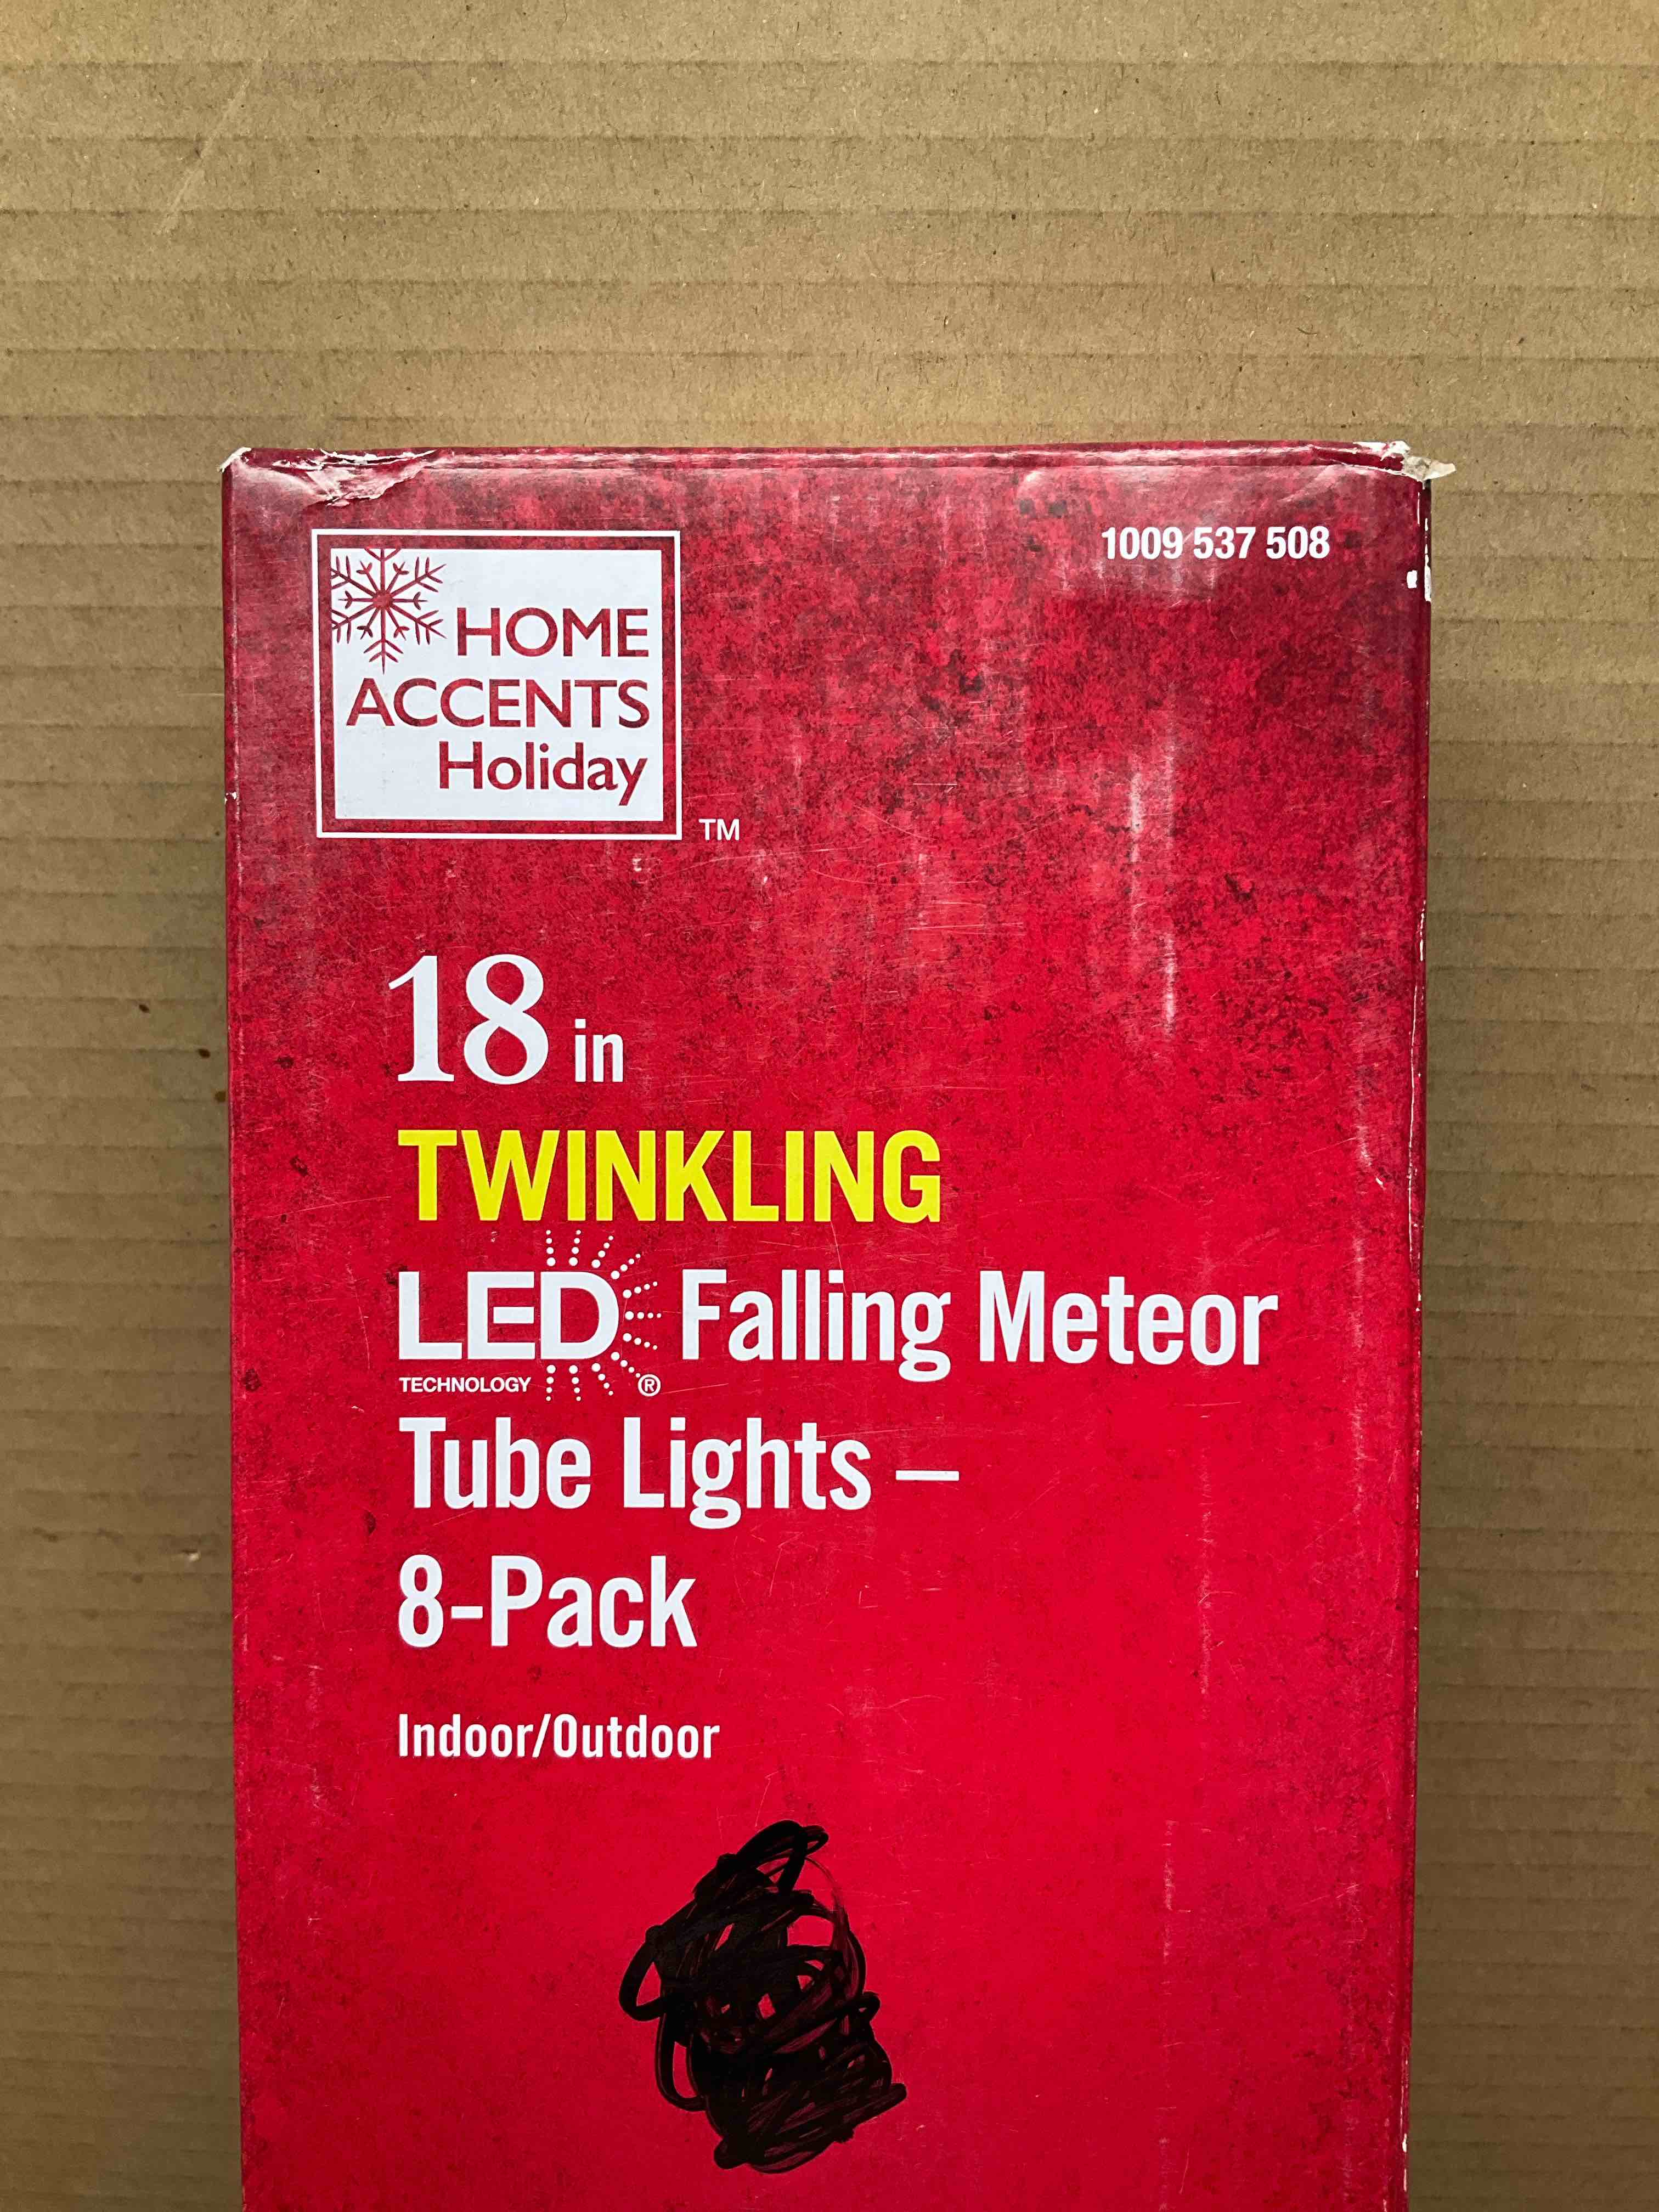 1009 537 508
HOME
ACCENTS
Holiday
TM
18 in
TWINKLING
LED Falling Meteor
TECHNOLOGY ®
Tube Lights –
8-Pack
Indoor/Outdoor